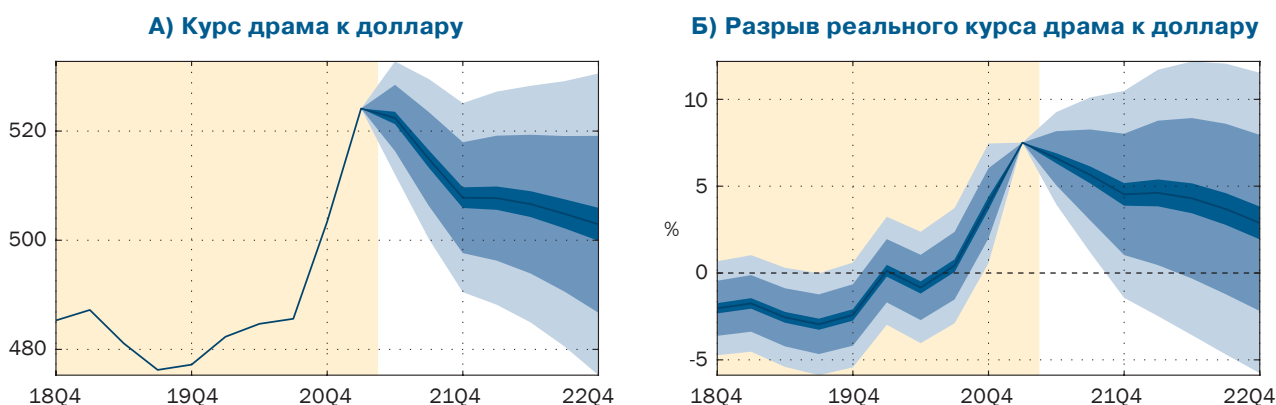 А) Курс драма к доллару
520
500
480
18Q4 19Q4 20Q4 21Q4 22Q4
Б) Разрыв реального курса драма к доллару
10
5
%
0
-5
18Q4 19Q4 20Q4 21Q4 22Q4